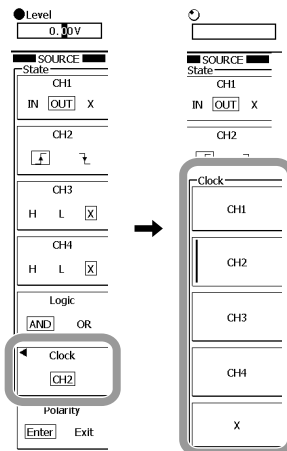 Level
0.00V
SOURCE
State
CH1
IN OUT X
CH2
CH3
H L X
CH4
H L X
Logic
AND OR
Clock
CH2
Polarity
Enter Exit
SOURCE
State
CH1
IN OUT X
CH2
Clock
CH1
CH2
CH3
CH4
X